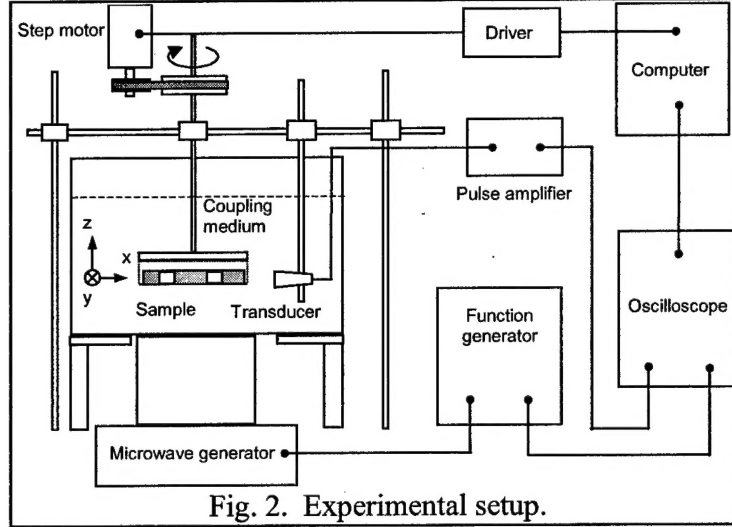 Step motor
Driver
Computer
Pulse amplifier
Coupling
medium
z
x
y
Sample
Transducer
Function
generator
Oscilloscope
Microwave generator
Fig. 2. Experimental setup.